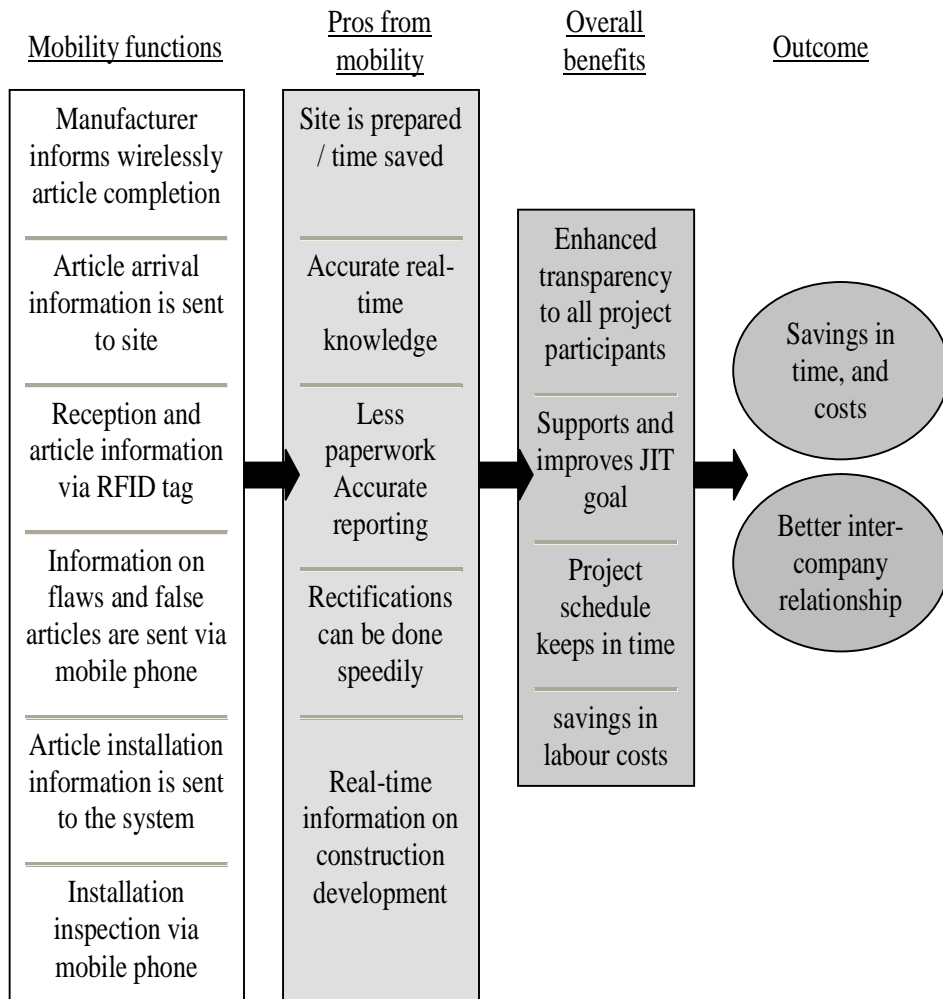 Mobility functions
Manufacturer
informs wirelessly
article completion
Article arrival
information is sent
to site
Reception and
article information
via RFID tag
Information on
flaws and false
articles are sent via
mobile phone
Article installation
information is sent
to the system
Installation
inspection via
mobile phone
Pros from
mobility
Site is prepared
/ time saved
Accurate real-
time
knowledge
Less
paperwork
Accurate
reporting
Rectifications
can be done
speedily
Real-time
information on
construction
development
Overall
benefits
Enhanced
transparency
to all project
participants
Supports and
improves JIT
goal
Project
schedule
keeps in time
savings in
labour costs
Outcome
Savings in
time, and
costs
Better inter-
company
relationship